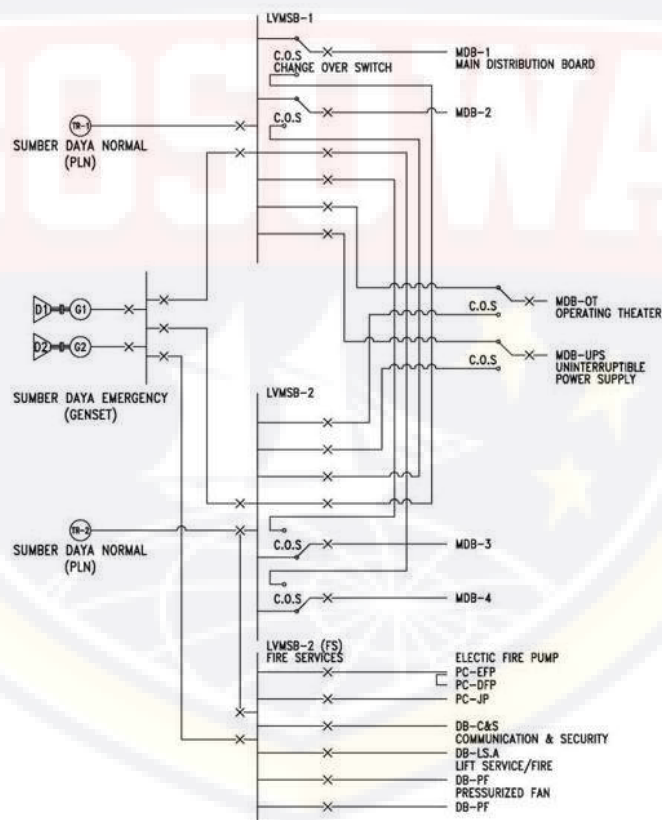 LVMSB-1
C.O.S
CHANGE OVER SWITCH
MDB-1
MAIN DISTRIBUTION BOARD
C.O.S
MDB-2
TR-1
SUMBER DAYA NORMAL
(PLN)
D1
G1
D2
G2
SUMBER DAYA EMERGENCY
(GENSET)
C.O.S
MDB-OT
OPERATING THEATER
C.O.S
MDB-UPS
UNINTERRUPTIBLE
POWER SUPPLY
LVMSB-2
TR-2
SUMBER DAYA NORMAL
(PLN)
C.O.S
MDB-3
C.O.S
MDB-4
LVMSB-2 (FS)
FIRE SERVICES
ELECTIC FIRE PUMP
PC-EFP
PC-DFP
PC-JP
DB-C&S
COMMUNICATION & SECURITY
DB-LS.A
LIFT SERVICE/FIRE
DB-PF
PRESSURIZED FAN
DB-PF